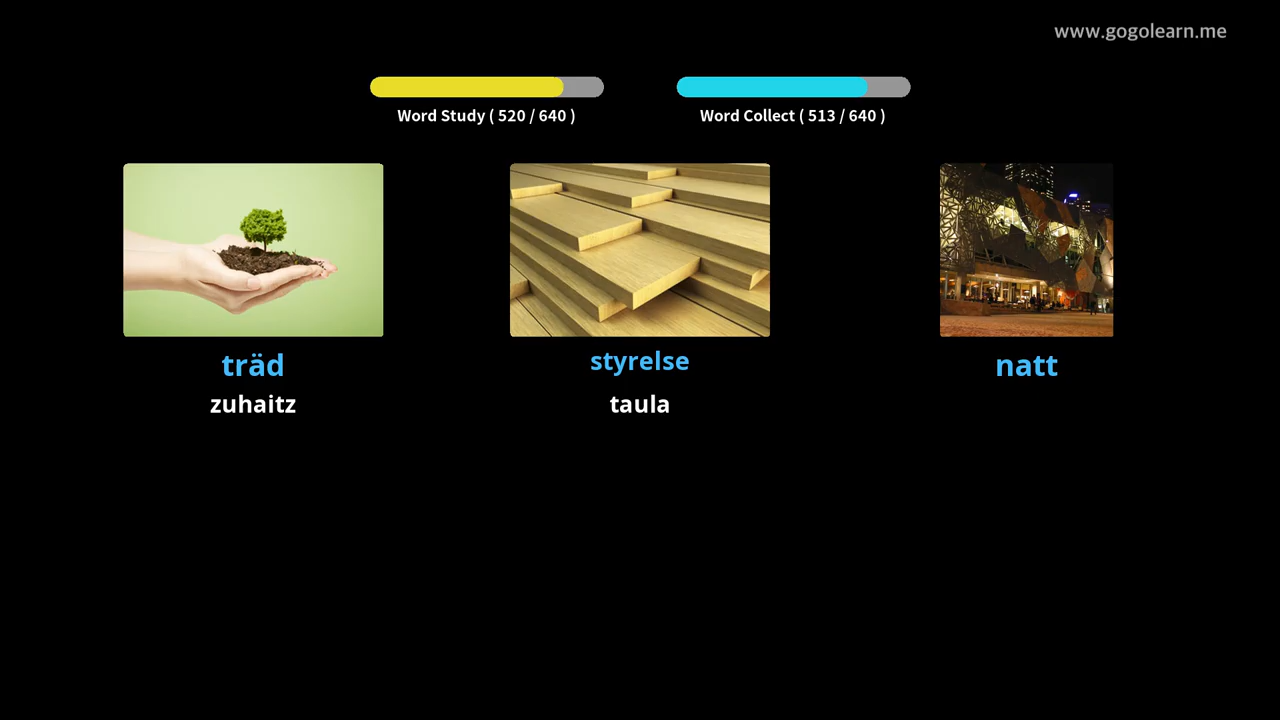 www.gogolearn.me
Word Study ( 520 / 640 )
Word Collect ( 513 / 640 )
träd
styrelse
natt
zuhaitz
taula